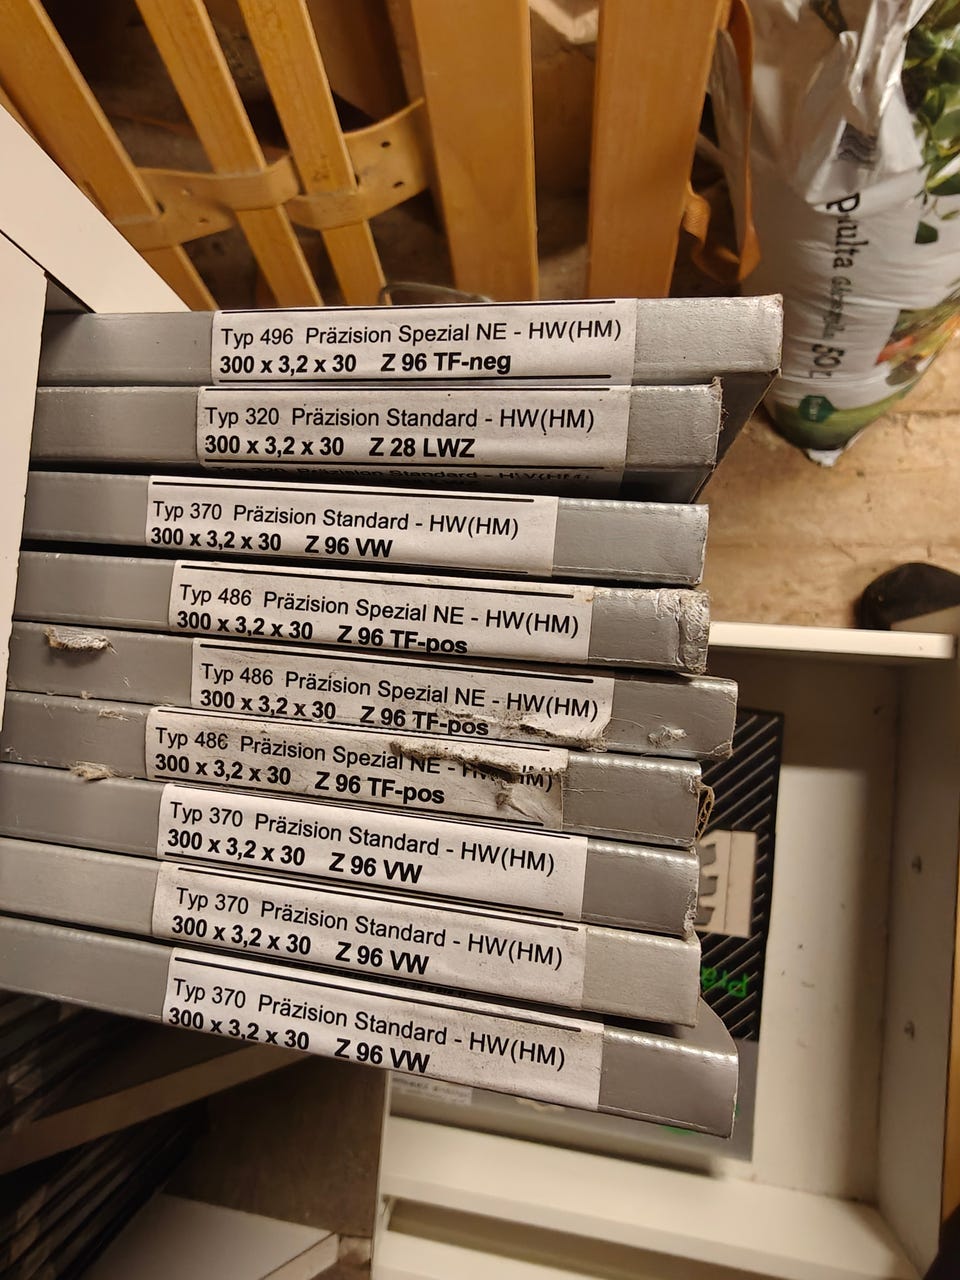 Typ 496 Präzision Spezial NE - HW(HM)
300 x 3,2 x 30 Z 96 TF-neg
Typ 320 Präzision Standard - HW(HM)
300 x 3,2 x 30 Z 28 LWZ
Typ 370 Präzision Standard - HW(HM)
300 x 3,2 x 30 Z 96 VW
Typ 486 Präzision Spezial NE - HW(HM)
300 x 3,2 x 30 Z 96 TF-pos
Typ 486 Präzision Spezial NE - HW(HM)
300 x 3,2 x 30 Z 96 TF-pos
Typ 486 Präzision Spezial NE - HW(HM)
300 x 3,2 x 30 Z 96 TF-pos
Typ 370 Präzision Standard - HW(HM)
300 x 3,2 x 30 Z 96 VW
Typ 370 Präzision Standard - HW(HM)
300 x 3,2 x 30 Z 96 VW
Typ 370 Präzision Standard - HW(HM)
300 x 3,2 x 30 Z 96 VW
50
Prä